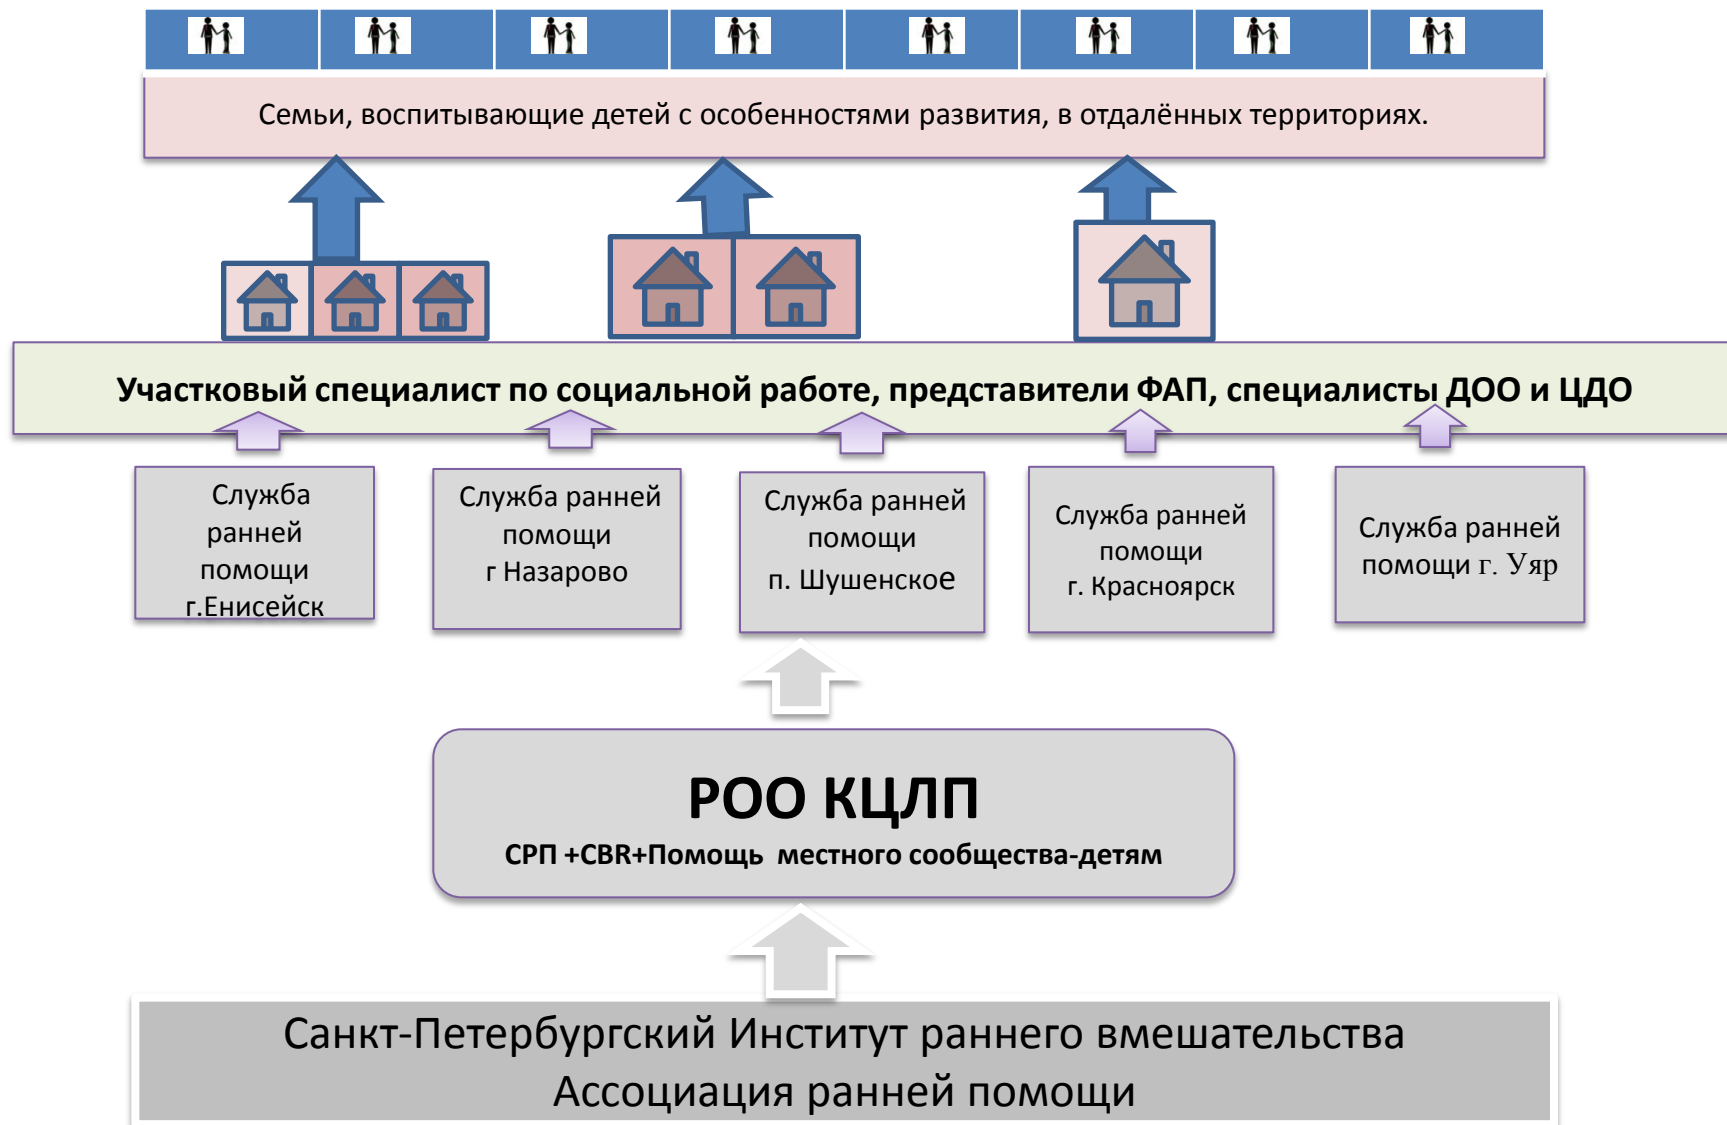 Семьи, воспитывающие детей с особенностями развития, в отдалённых территориях.
Участковый специалист по социальной работе, представители ФАП, специалисты ДОО и ЦДО
Служба
ранней
помощи
г.Енисейск
Служба ранней
помощи
г Назарово
Служба ранней
помощи
п. Шушенское
Служба ранней
помощи
г. Красноярск
Служба ранней
помощи г. Уяр
РОО КЦЛП
СРП +CBR+Помощь  местного сообщества-детям
Санкт-Петербургский Институт раннего вмешательства
Ассоциация ранней помощи